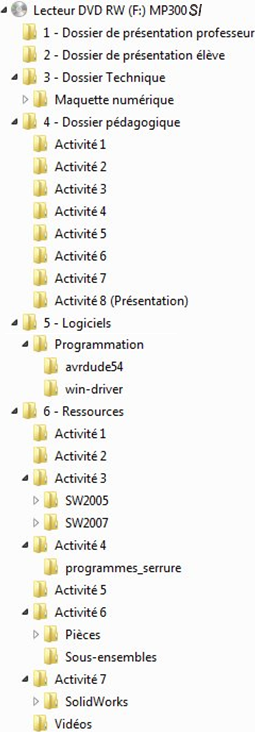 Lecteur DVD RW (F:) MP300SI
1 - Dossier de présentation professeur
2 - Dossier de présentation élève
3 - Dossier Technique
Maquette numérique
4 - Dossier pédagogique
Activité 1
Activité 2
Activité 3
Activité 4
Activité 5
Activité 6
Activité 7
Activité 8 (Présentation)
5 - Logiciels
Programmation
avrdude54
win-driver
6 - Ressources
Activité 1
Activité 2
Activité 3
SW2005
SW2007
Activité 4
programmes_serrure
Activité 5
Activité 6
Pièces
Sous-ensembles
Activité 7
SolidWorks
Vidéos